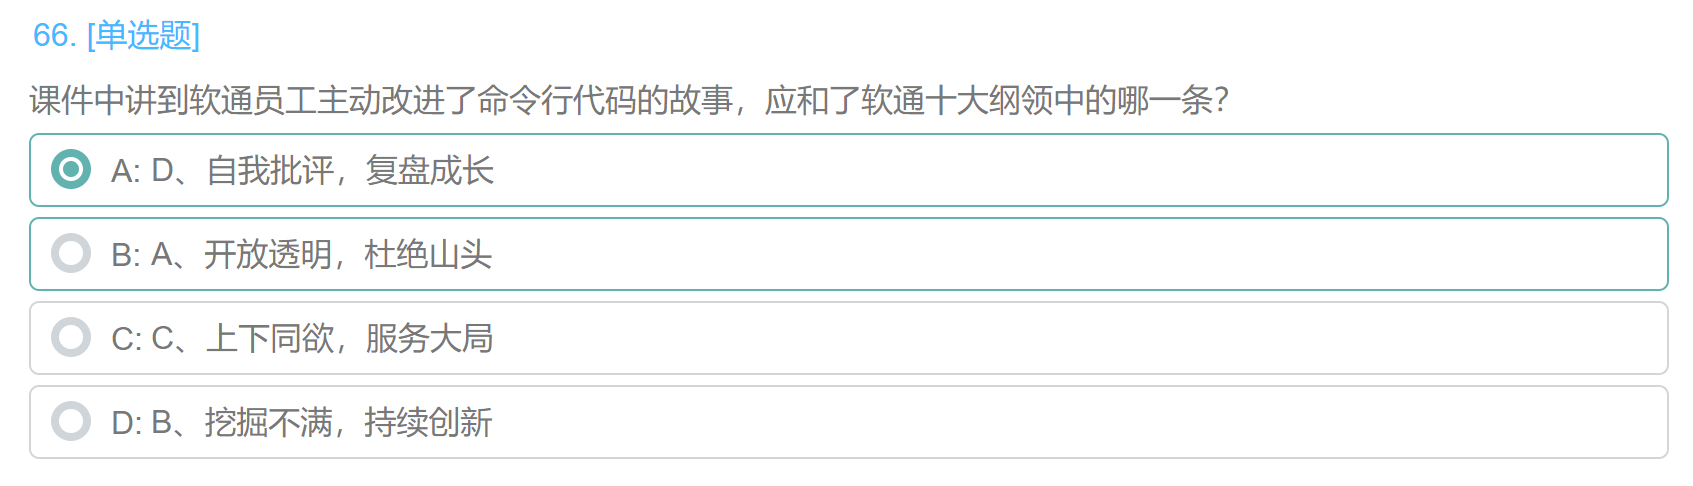 66. [单选题]
课件中讲到软通员工主动改进了命令行代码的故事，应和了软通十大纲领中的哪一条?
A: D、自我批评，复盘成长
B: A、开放透明，杜绝山头
C: C、上下同欲，服务大局
D: B、挖掘不满，持续创新